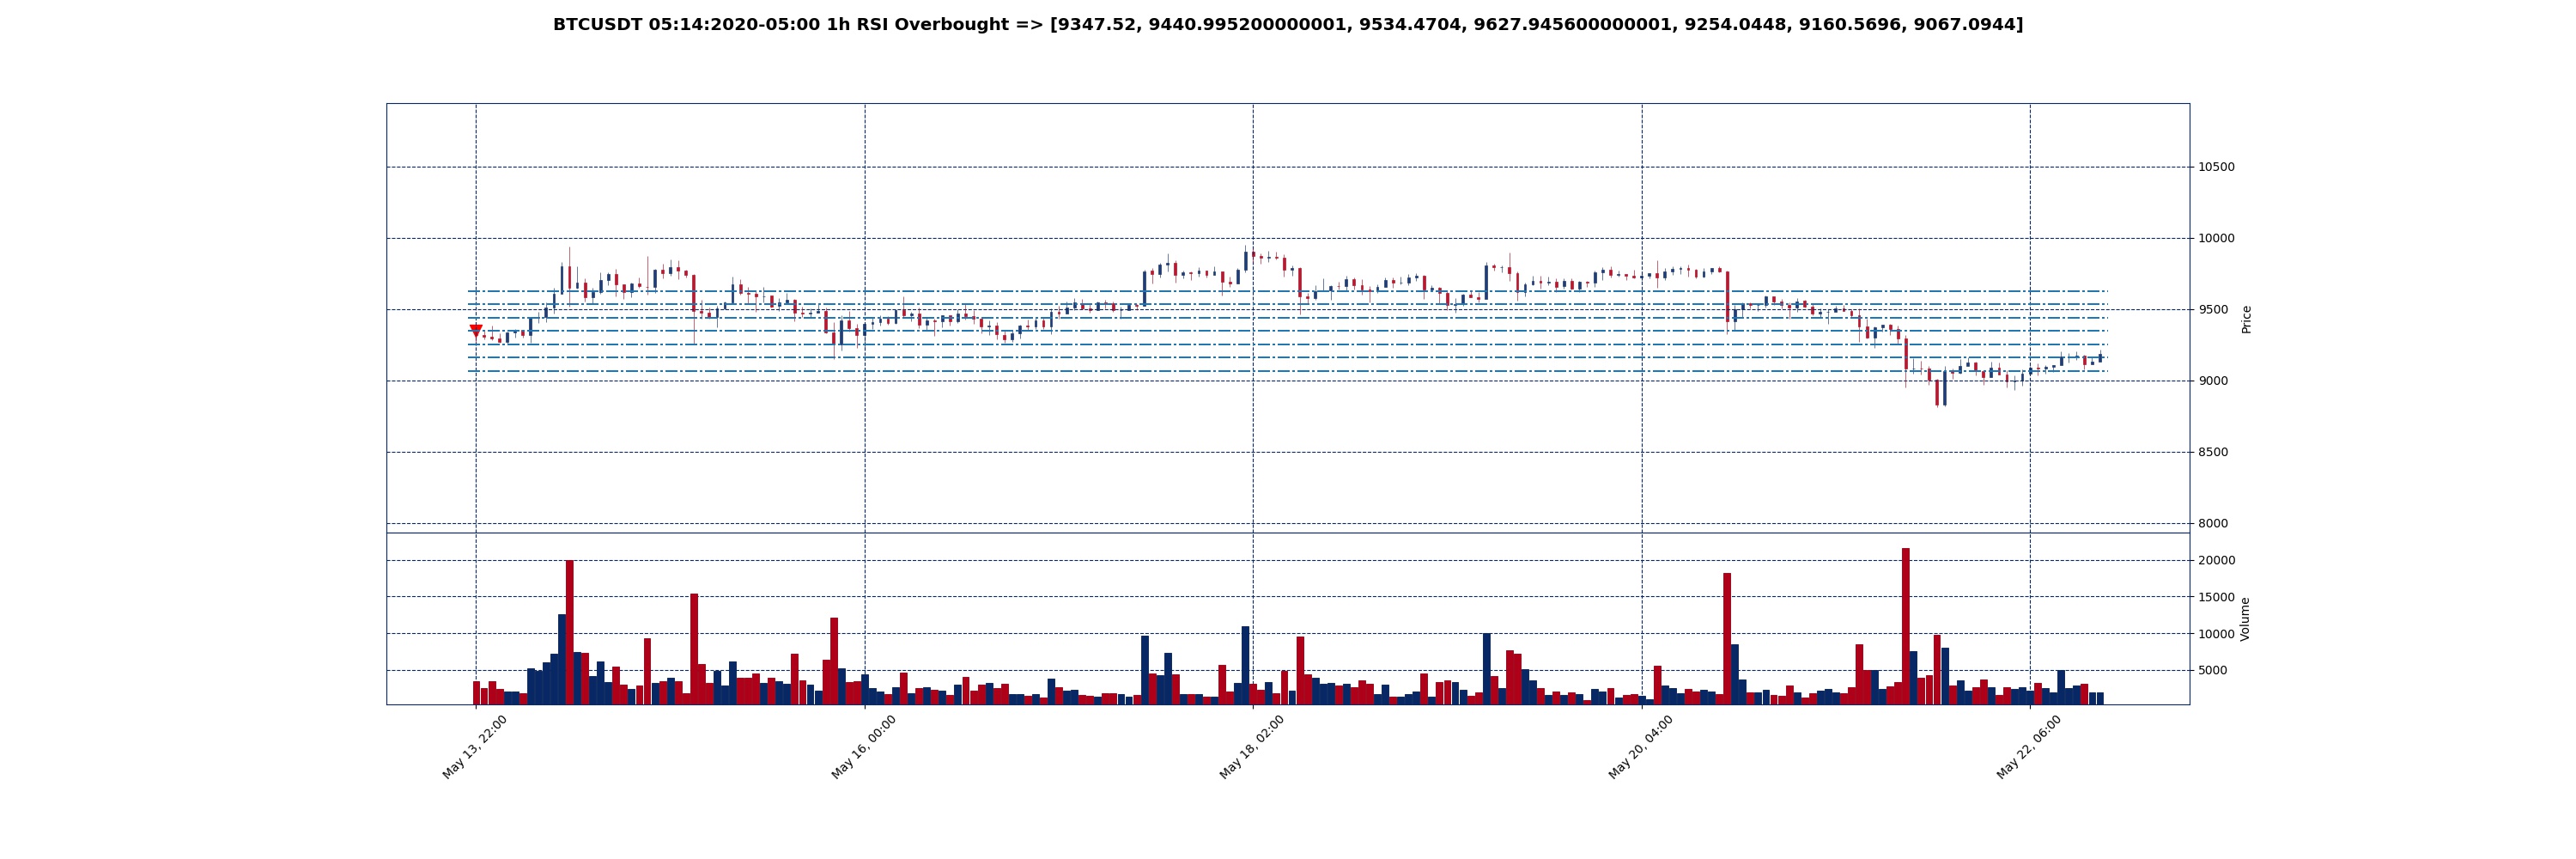 BTCUSDT 05:14:2020-05:00 1h RSI Overbought => [9347.52, 9440.995200000001, 9534.4704, 9627.945600000001, 9254.0448, 9160.5696, 9067.0944]
10500
10000
9500
9000
8500
8000
Price
20000
15000
10000
5000
Volume
May 13, 22:00
May 16, 00:00
May 18, 02:00
May 20, 04:00
May 22, 06:00